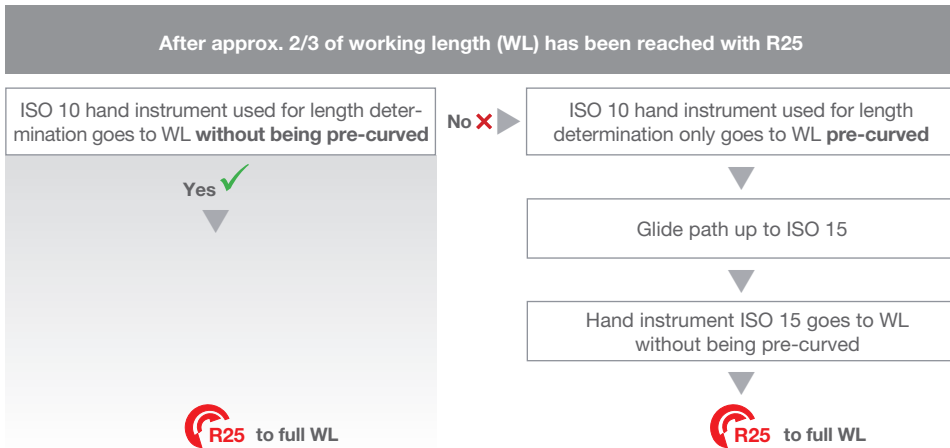 After approx. 2/3 of working length (WL) has been reached with R25
ISO 10 hand instrument used for length deter-
mination goes to WL without being pre-curved
No
ISO 10 hand instrument used for length
determination only goes to WL pre-curved
Yes
Glide path up to ISO 15
Hand instrument ISO 15 goes to WL
without being pre-curved
R25 to full WL
R25 to full WL